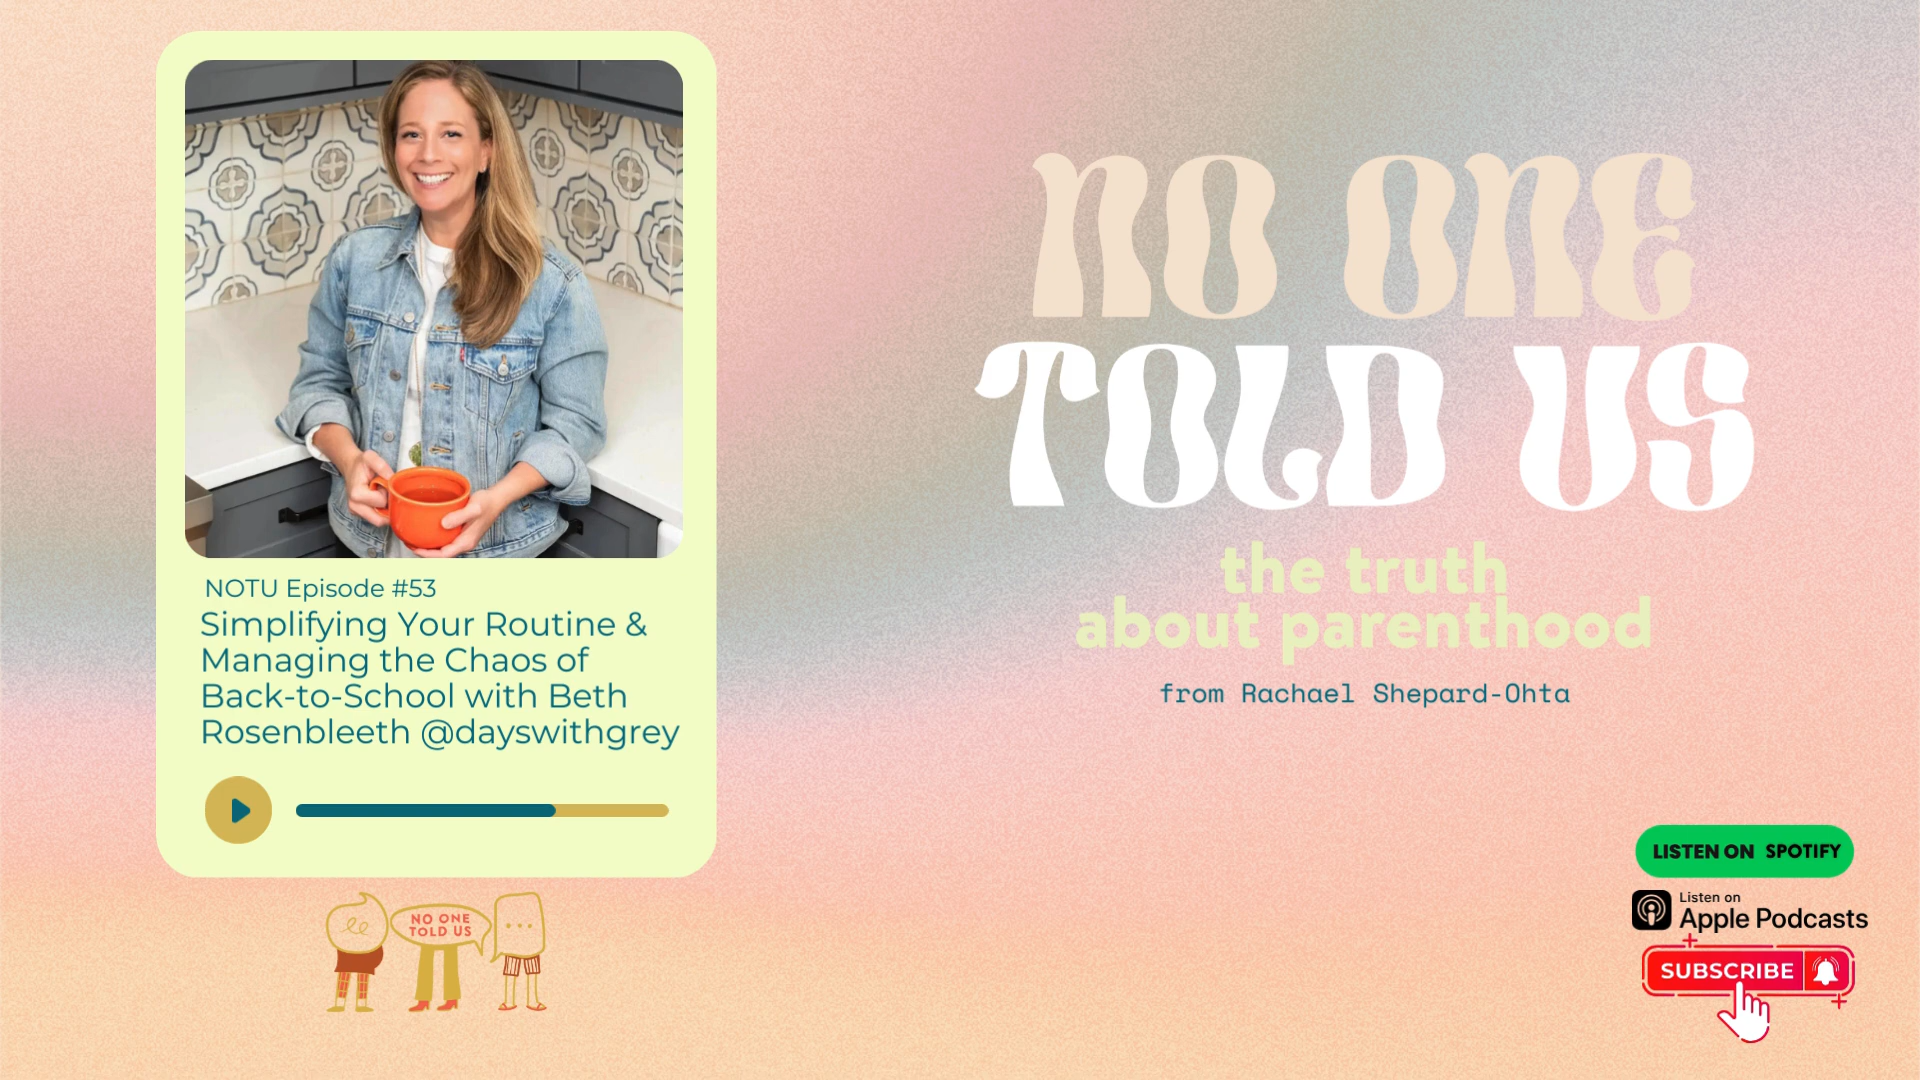 NOTU Episode #53
Simplifying Your Routine &
Managing the Chaos of
Back-to-School with Beth
Rosenbleeth @dayswithgrey
NO ONE
TOLD US
NO ONE
TOLD US
the truth
about parenthood
from Rachael Shepard-Ohta
LISTEN ON SPOTIFY
Listen on
Apple Podcasts
SUBSCRIBE